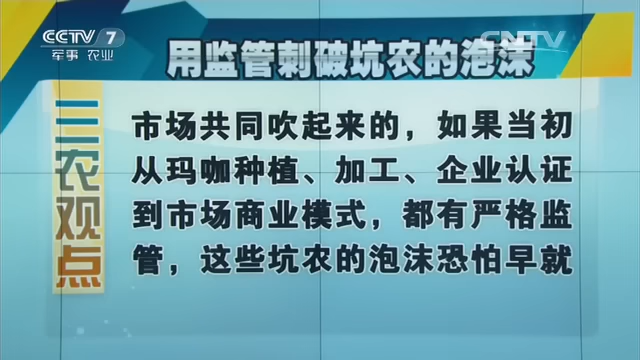 CCTV 7
军事 农业
CNTV
用监管刺破坑农的泡沫
三农观点
市场共同吹起来的，如果当初
从玛咖种植、加工、企业认证
到市场商业模式，都有严格监
管，这些坑农的泡沫恐怕早就